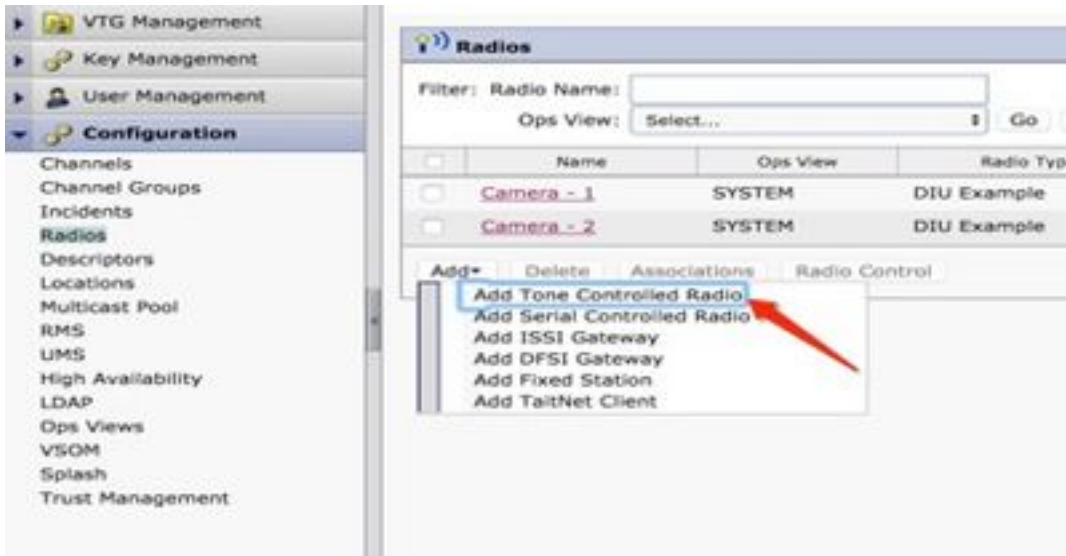 VTG Management
Key Management
User Management
Configuration
Channels
Channel Groups
Incidents
Radios
Descriptors
Locations
Multicast Pool
RMS
UMS
High Availability
LDAP
Ops Views
VSOM
Splash
Trust Management
Radios
Filter: Radio Name:
Ops View: Select... Go
Name Ops View Radio Typ
Camera - 1 SYSTEM DIU Example
Camera - 2 SYSTEM DIU Example
Add Delete Associations Radio Control
Add Tone Controlled Radio
Add Serial Controlled Radio
Add ISSI Gateway
Add DFSI Gateway
Add Fixed Station
Add TaitNet Client